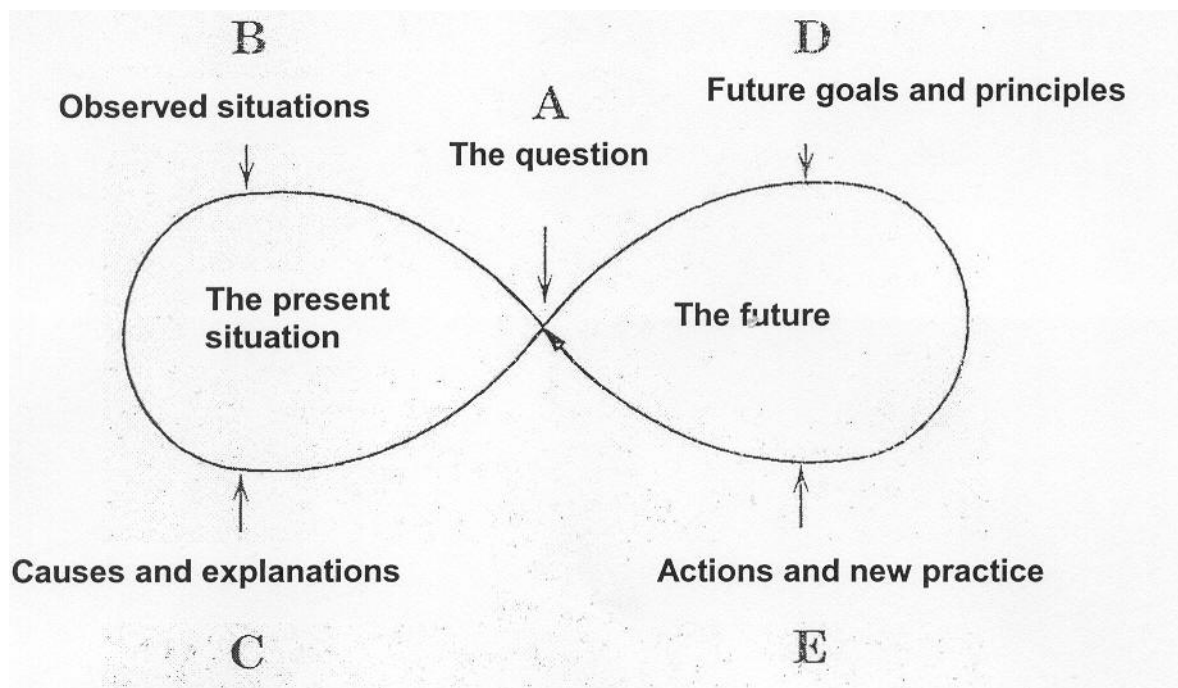 B
Observed situations
A
The question
D
Future goals and principles
The present
situation
The future
Causes and explanations
C
Actions and new practice
E